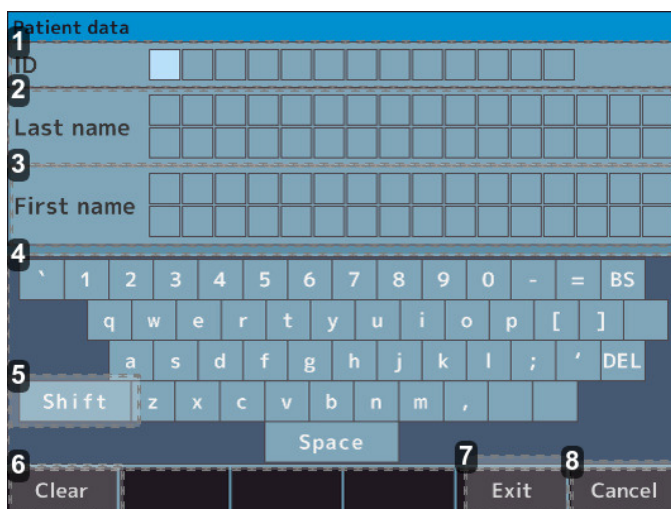 Patient data
1
ID
2
Last name
3
First name
4
` 1 2 3 4 5 6 7 8 9 0 - = BS
q w e r t y u i o p [ ]
a s d f g h j k l ; ' DEL
5
Shift z x c v b n m ,
Space
6 7 8
Clear Exit Cancel